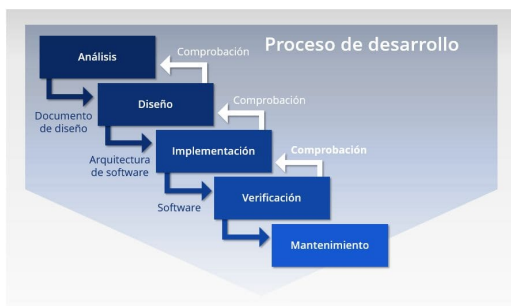 Proceso de desarrollo
Análisis
Comprobación
Documento
de diseño
Diseño
Comprobación
Arquitectura
de software
Implementación
Comprobación
Software
Verificación
Mantenimiento